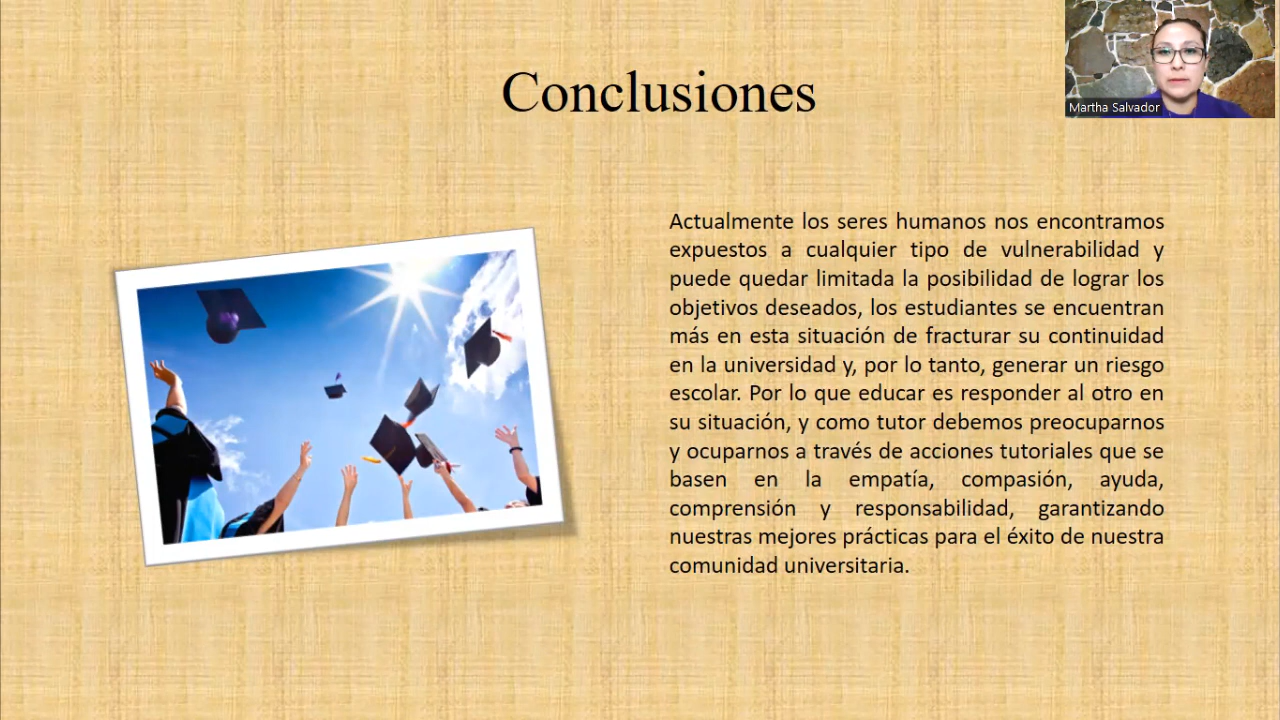 Conclusiones
Martha Salvador
Actualmente los seres humanos nos encontramos
expuestos a cualquier tipo de vulnerabilidad y
puede quedar limitada la posibilidad de lograr los
objetivos deseados, los estudiantes se encuentran
más en esta situación de fracturar su continuidad
en la universidad y, por lo tanto, generar un riesgo
escolar. Por lo que educar es responder al otro en
su situación, y como tutor debemos preocuparnos
y ocuparnos a través de acciones tutoriales que se
basen en la empatía, compasión, ayuda,
comprensión y responsabilidad, garantizando
nuestras mejores prácticas para el éxito de nuestra
comunidad universitaria.